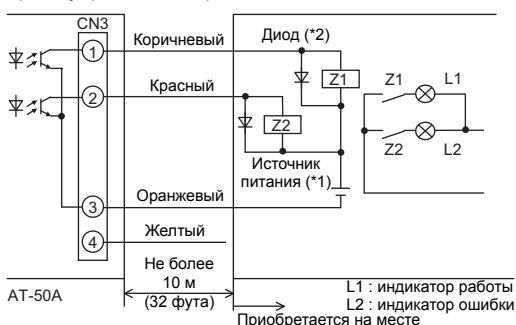 CN3
1
Коричневый
Диод (*2)
Z1
Z1
L1
2
Красный
Z2
Z2
L2
Источник
питания (*1)
3
Оранжевый
4
Желтый
Не более
10 м
(32 фута)
AT-50A
L1 : индикатор работы
L2 : индикатор ошибки
Приобретается на месте